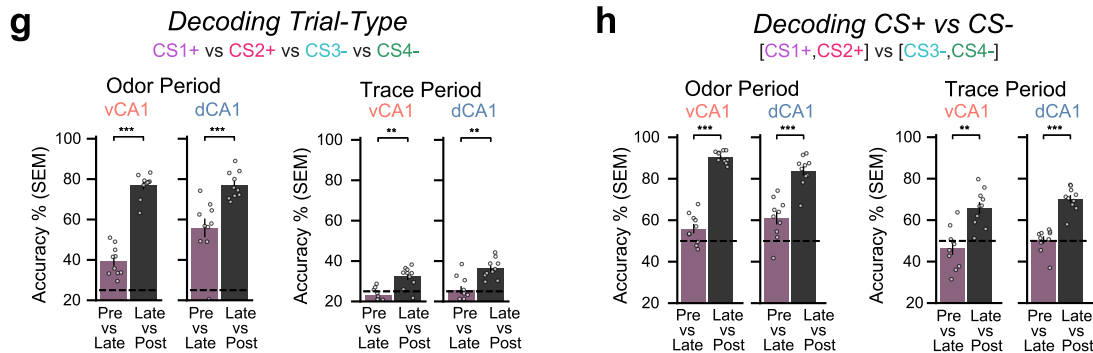 g
Decoding Trial-Type
CS1+ vs CS2+ vs CS3- vs CS4-
Odor Period
vCA1 dCA1
Trace Period
vCA1 dCA1
Accuracy % (SEM)
100
80
60
40
20
*** ***
Pre vs Late
Late vs Post
Pre vs Late
Late vs Post
Accuracy % (SEM)
100
80
60
40
20
** **
Pre vs Late
Late vs Post
Pre vs Late
Late vs Post
h
Decoding CS+ vs CS-
[CS1+,CS2+] vs [CS3-,CS4-]
Odor Period
vCA1 dCA1
Trace Period
vCA1 dCA1
Accuracy % (SEM)
100
80
60
40
20
*** ***
Pre vs Late
Late vs Post
Pre vs Late
Late vs Post
Accuracy % (SEM)
100
80
60
40
20
** ***
Pre vs Late
Late vs Post
Pre vs Late
Late vs Post